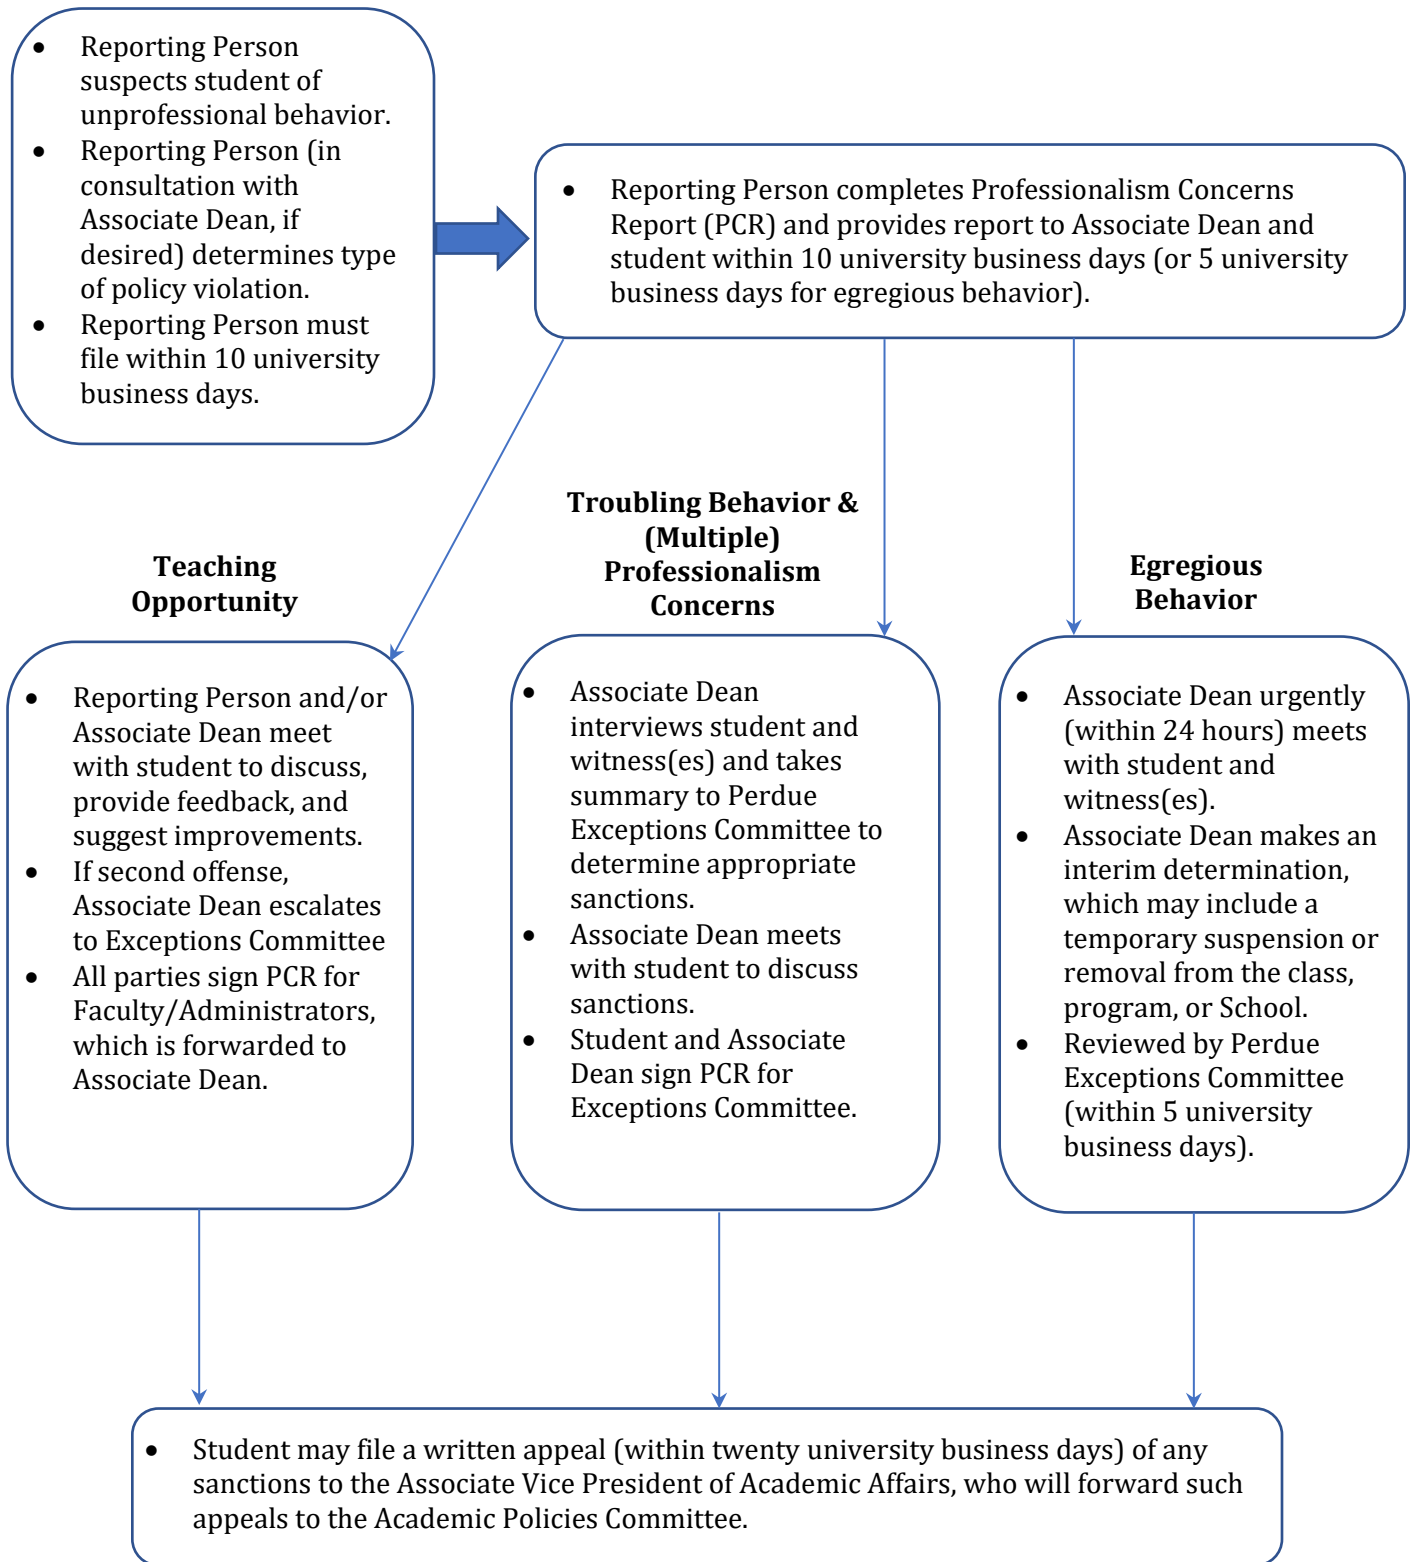 • Reporting Person
suspects student of
unprofessional behavior.
• Reporting Person (in
consultation with
Associate Dean, if
desired) determines type
of policy violation.
• Reporting Person must
file within 10 university
business days.
• Reporting Person completes Professionalism Concerns
Report (PCR) and provides report to Associate Dean and
student within 10 university business days (or 5 university
business days for egregious behavior).
Teaching
Opportunity
• Reporting Person and/or
Associate Dean meet
with student to discuss,
provide feedback, and
suggest improvements.
• If second offense,
Associate Dean escalates
to Exceptions Committee
• All parties sign PCR for
Faculty/Administrators,
which is forwarded to
Associate Dean.
Troubling Behavior &
(Multiple)
Professionalism
Concerns
• Associate Dean
interviews student and
witness(es) and takes
summary to Perdue
Exceptions Committee to
determine appropriate
sanctions.
• Associate Dean meets
with student to discuss
sanctions.
• Student and Associate
Dean sign PCR for
Exceptions Committee.
Egregious
Behavior
• Associate Dean urgently
(within 24 hours) meets
with student and
witness(es).
• Associate Dean makes an
interim determination,
which may include a
temporary suspension or
removal from the class,
program, or School.
• Reviewed by Perdue
Exceptions Committee
(within 5 university
business days).
• Student may file a written appeal (within twenty university business days) of any
sanctions to the Associate Vice President of Academic Affairs, who will forward such
appeals to the Academic Policies Committee.